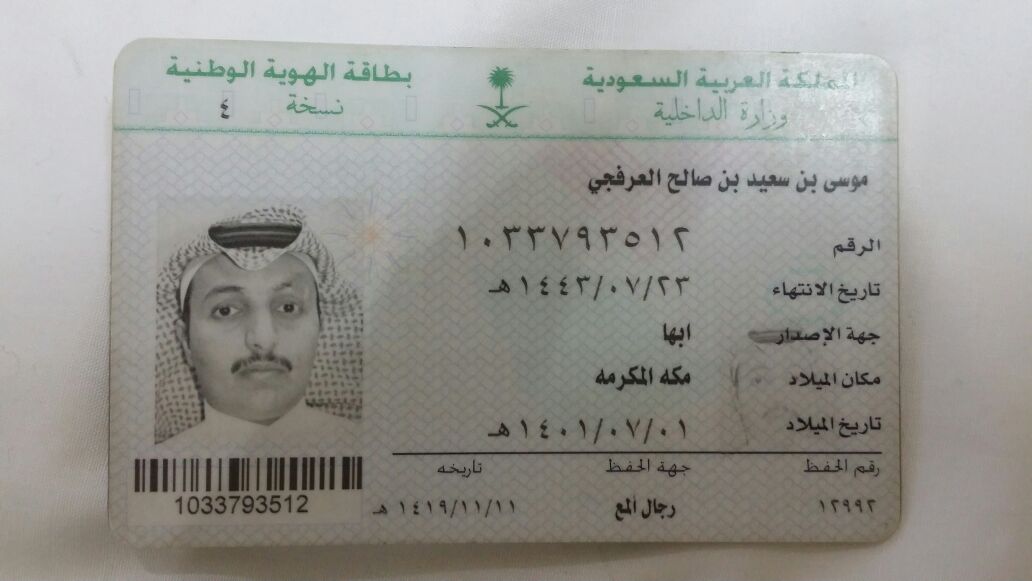 المملكة العربية السعودية
وزارة الداخلية
بطاقة الهوية الوطنية
نسخة ٤
موسى بن سعيد بن صالح العرفجي
الرقم ١٠٣٣٧٩٣٥١٢
تاريخ الانتهاء ١٤٤٣/٠٧/٢٣هـ
جهة الإصدار ابها
مكان الميلاد مكه المكرمه
تاريخ الميلاد ١٤٠١/٠٧/٠١هـ
رقم الحفظ جهة الحفظ تاريخه
١٢٩٩٢ رجال المع ١٤١٩/١١/١١هـ
1033793512